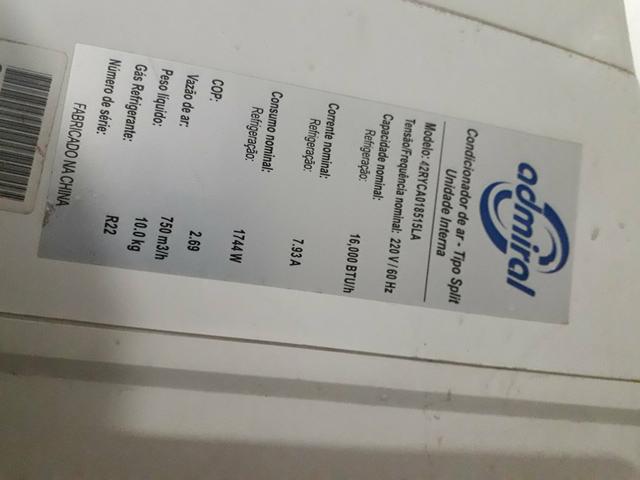 admiral
Condicionador de ar - Tipo Split
Unidade Interna
Modelo: 42RYCA018515LA
Tensão/Frequência nominal: 220 V / 60 Hz
Capacidade nominal:
Refrigeração: 16,000 BTU/h
Corrente nominal:
Refrigeração: 7.93 A
Consumo nominal:
Refrigeração: 1744 W
COP: 2.69
Vazão de ar: 750 m3/h
Peso líquido: 10.0 kg
Gás Refrigerante: R22
Número de série:
FABRICADO NA CHINA